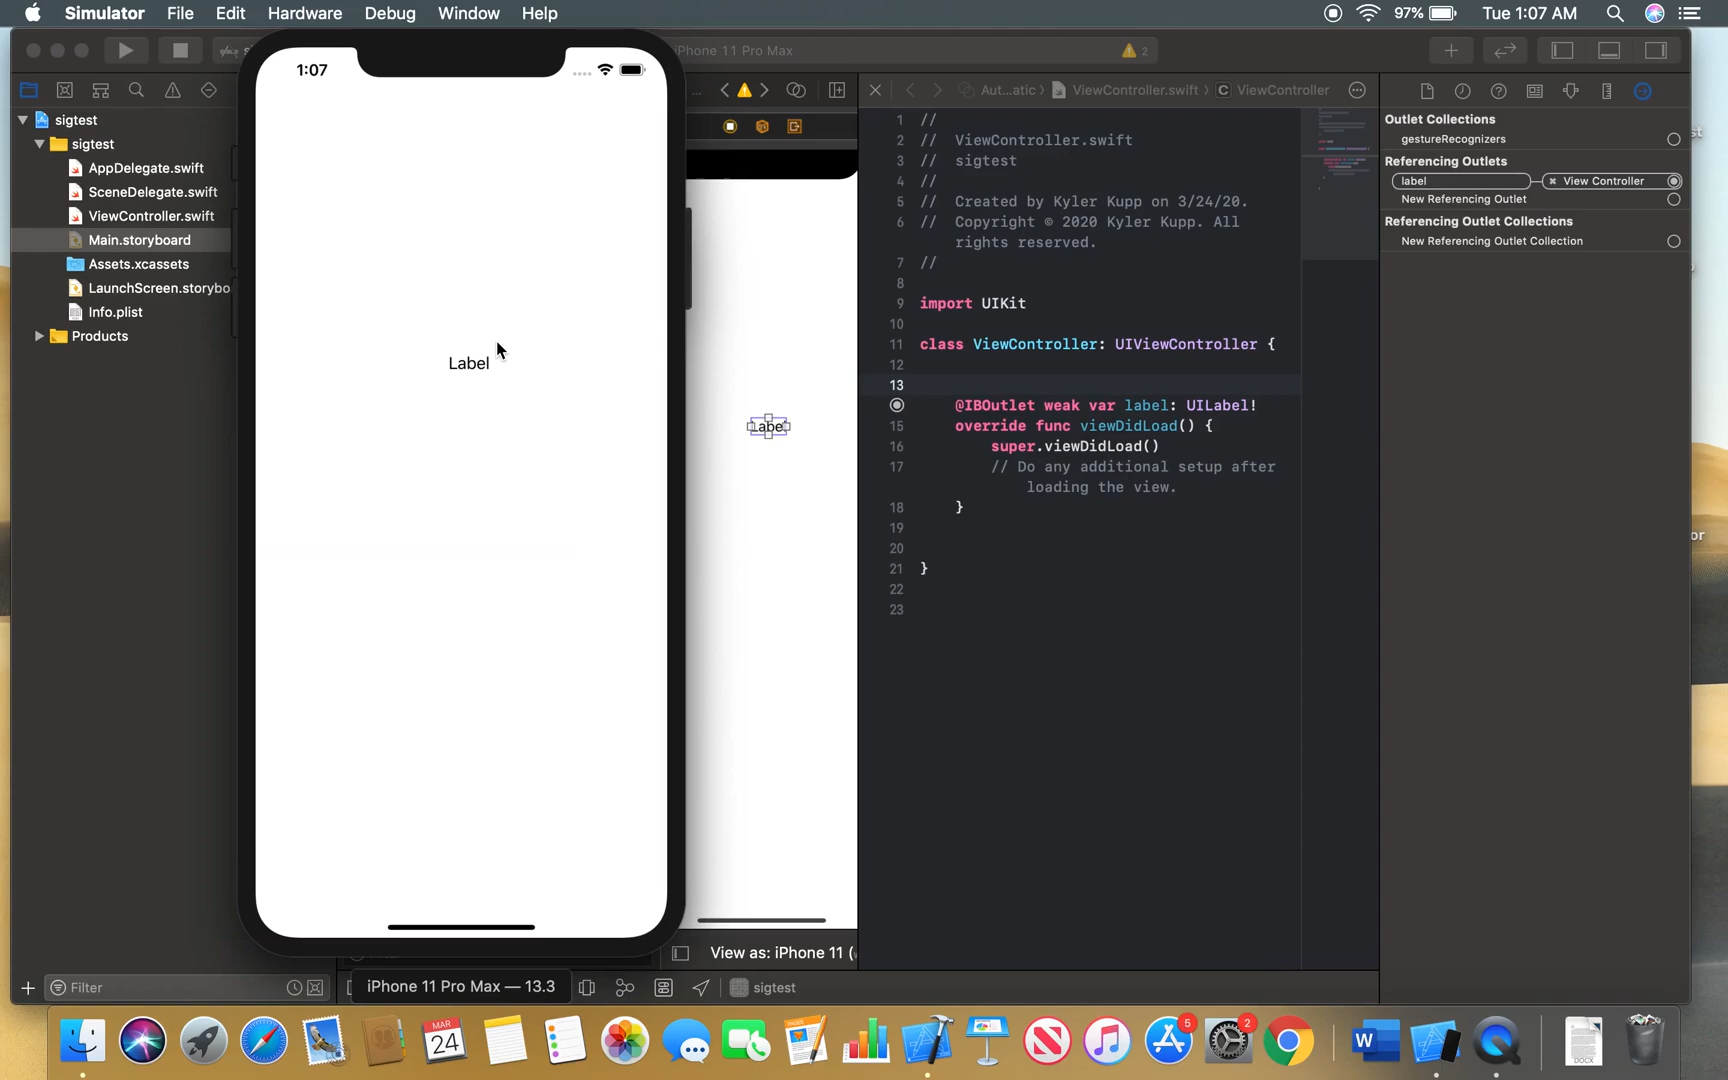 Simulator File Edit Hardware Debug Window Help
97% Tue 1:07 AM
iPhone 11 Pro Max
2
1:07
sigtest
sigtest
AppDelegate.swift
SceneDelegate.swift
ViewController.swift
Main.storyboard
Assets.xcassets
LaunchScreen.storybo
Info.plist
Products
Label
Aut...atic
ViewController.swift
C ViewController
1 //
2 // ViewController.swift
3 // sigtest
4 //
5 // Created by Kyler Kupp on 3/24/20.
6 // Copyright © 2020 Kyler Kupp. All
rights reserved.
7 //
8
9 import UIKit
10
11 class ViewController: UIViewController {
12
13
@IBOutlet weak var label: UILabel!
15 override func viewDidLoad() {
16 super.viewDidLoad()
17 // Do any additional setup after
loading the view.
18 }
19
20
21 }
22
23
Outlet Collections
gestureRecognizers
Referencing Outlets
label View Controller
New Referencing Outlet
Referencing Outlet Collections
New Referencing Outlet Collection
View as: iPhone 11 (
Filter
iPhone 11 Pro Max — 13.3
sigtest
MAR
24
5
2
W
DOCX